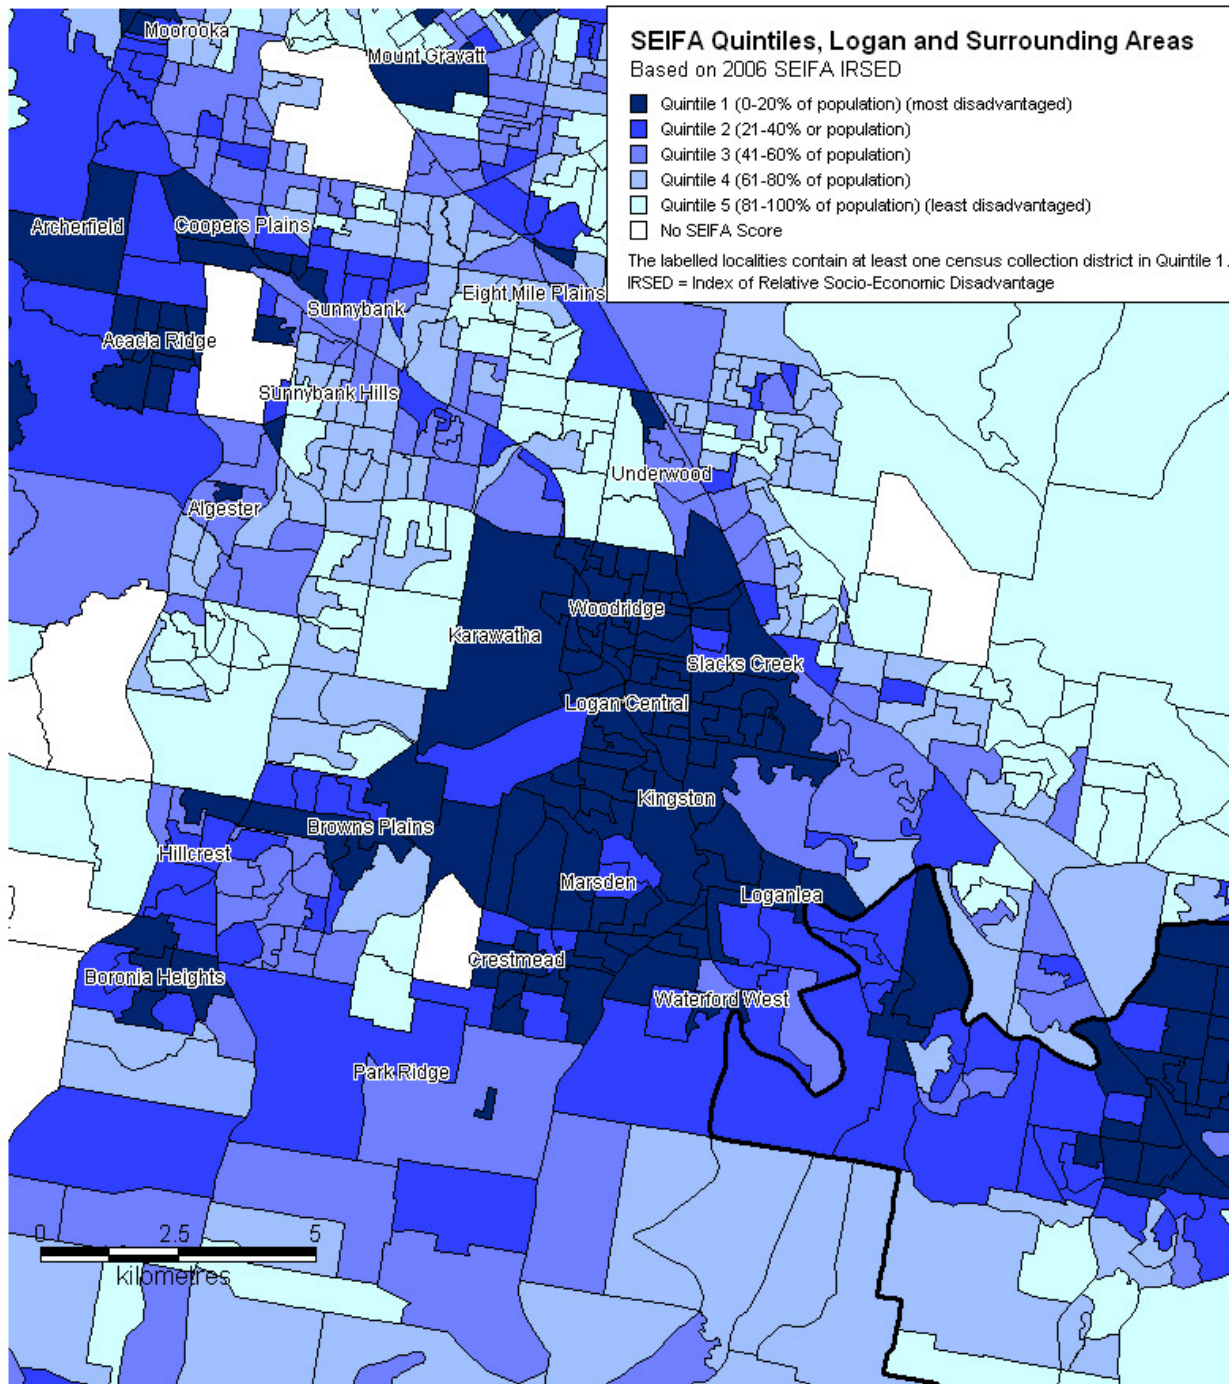 Moorooka
Mount Gravatt
SEIFA Quintiles, Logan and Surrounding Areas
Based on 2006 SEIFA IRSED
Quintile 1 (0-20% of population) (most disadvantaged)
Quintile 2 (21-40% or population)
Quintile 3 (41-60% of population)
Quintile 4 (61-80% of population)
Quintile 5 (81-100% of population) (least disadvantaged)
No SEIFA Score
The labelled localities contain at least one census collection district in Quintile 1.
IRSED = Index of Relative Socio-Economic Disadvantage
Archerfield
Coopers Plains
Eight Mile Plains
Sunnybank
Acacia Ridge
Sunnybank Hills
Underwood
Algester
Woodridge
Karawatha
Slacks Creek
Logan Central
Kingston
Browns Plains
Hillcrest
Marsden
Loganlea
Crestmead
Boronia Heights
Waterford West
Park Ridge
0 2.5 5
kilometres